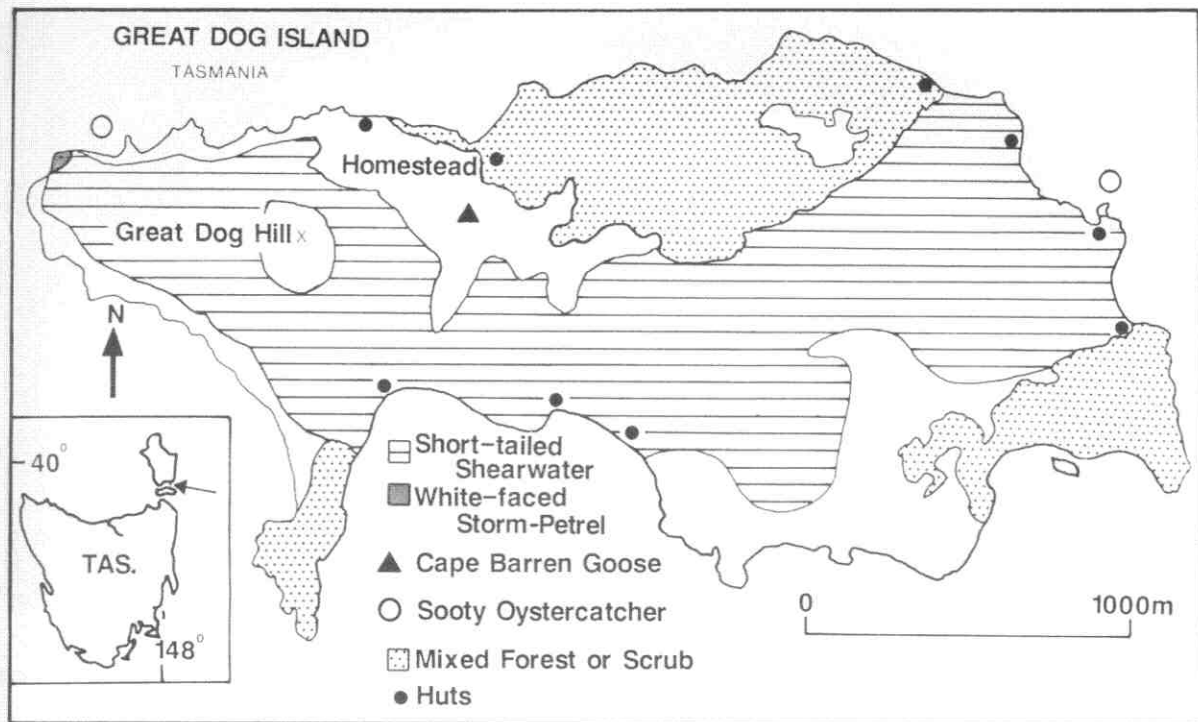 GREAT DOG ISLAND
TASMANIA
Homestead
Great Dog Hill x
N
40°
TAS.
148°
Short-tailed
Shearwater
White-faced
Storm-Petrel
Cape Barren Goose
Sooty Oystercatcher
0 1000m
Mixed Forest or Scrub
Huts